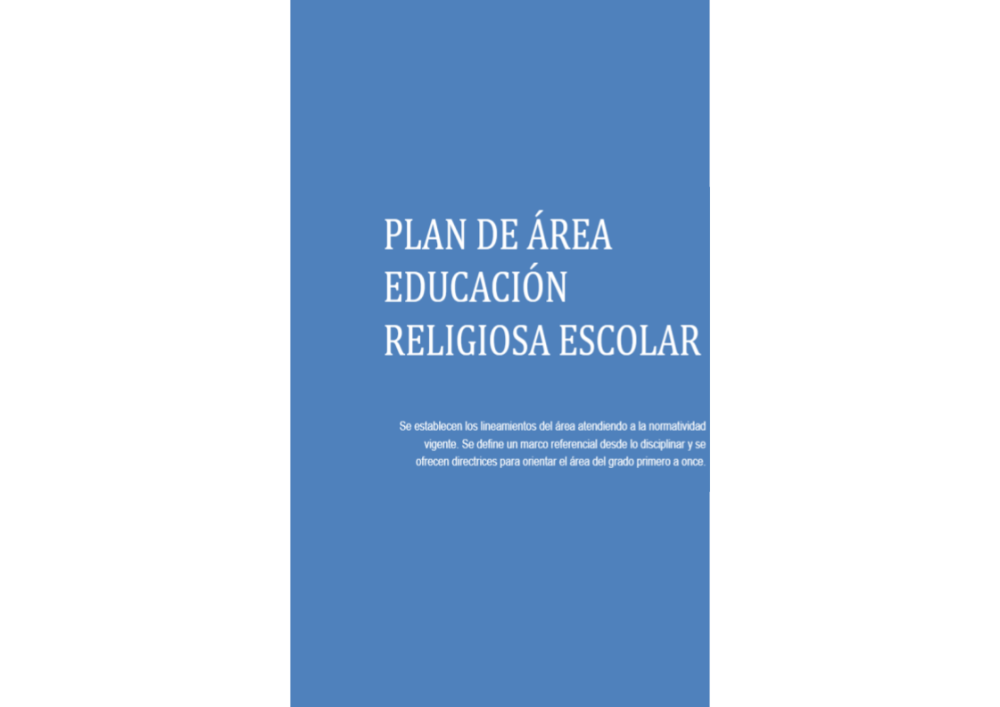 PLAN DE ÁREA
EDUCACIÓN
RELIGIOSA ESCOLAR
Se establecen los lineamientos del área atendiendo a la normatividad
vigente. Se define un marco referencial desde lo disciplinar y se
ofrecen directrices para orientar el área del grado primero a once.